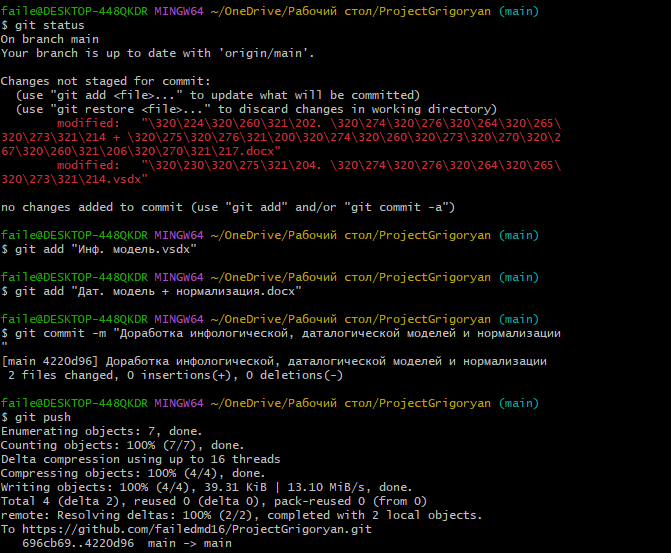 faile@DESKTOP-448QKDR MINGW64 ~/OneDrive/Рабочий стол/ProjectGrigoryan (main)
$ git status
On branch main
Your branch is up to date with 'origin/main'.

Changes not staged for commit:
  (use "git add <file>..." to update what will be committed)
  (use "git restore <file>..." to discard changes in working directory)
        modified:   "\320\224\320\260\321\202. \320\274\320\276\320\264\320\265\
320\273\321\214 + \320\275\320\276\321\200\320\274\320\260\320\273\320\270\320\2
67\320\260\321\206\320\270\321\217.docx"
        modified:   "\320\230\320\275\321\204. \320\274\320\276\320\264\320\265\
320\273\321\214.vsdx"

no changes added to commit (use "git add" and/or "git commit -a")

faile@DESKTOP-448QKDR MINGW64 ~/OneDrive/Рабочий стол/ProjectGrigoryan (main)
$ git add "Инф. модель.vsdx"

faile@DESKTOP-448QKDR MINGW64 ~/OneDrive/Рабочий стол/ProjectGrigoryan (main)
$ git add "Дат. модель + нормализация.docx"

faile@DESKTOP-448QKDR MINGW64 ~/OneDrive/Рабочий стол/ProjectGrigoryan (main)
$ git commit -m "Доработка инфологической, даталогической моделей и нормализации
"
[main 4220d96] Доработка инфологической, даталогической моделей и нормализации
 2 files changed, 0 insertions(+), 0 deletions(-)

faile@DESKTOP-448QKDR MINGW64 ~/OneDrive/Рабочий стол/ProjectGrigoryan (main)
$ git push
Enumerating objects: 7, done.
Counting objects: 100% (7/7), done.
Delta compression using up to 16 threads
Compressing objects: 100% (4/4), done.
Writing objects: 100% (4/4), 39.31 KiB | 13.10 MiB/s, done.
Total 4 (delta 2), reused 0 (delta 0), pack-reused 0 (from 0)
remote: Resolving deltas: 100% (2/2), completed with 2 local objects.
To https://github.com/failedmd16/ProjectGrigoryan.git
   696cb69..4220d96  main -> main